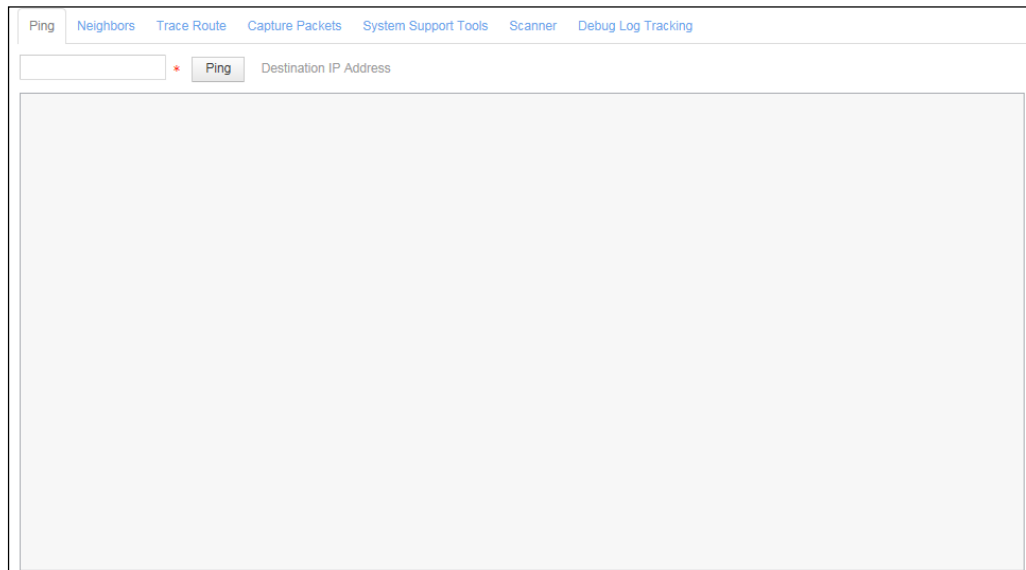 Ping Neighbors Trace Route Capture Packets System Support Tools Scanner Debug Log Tracking
* Ping Destination IP Address